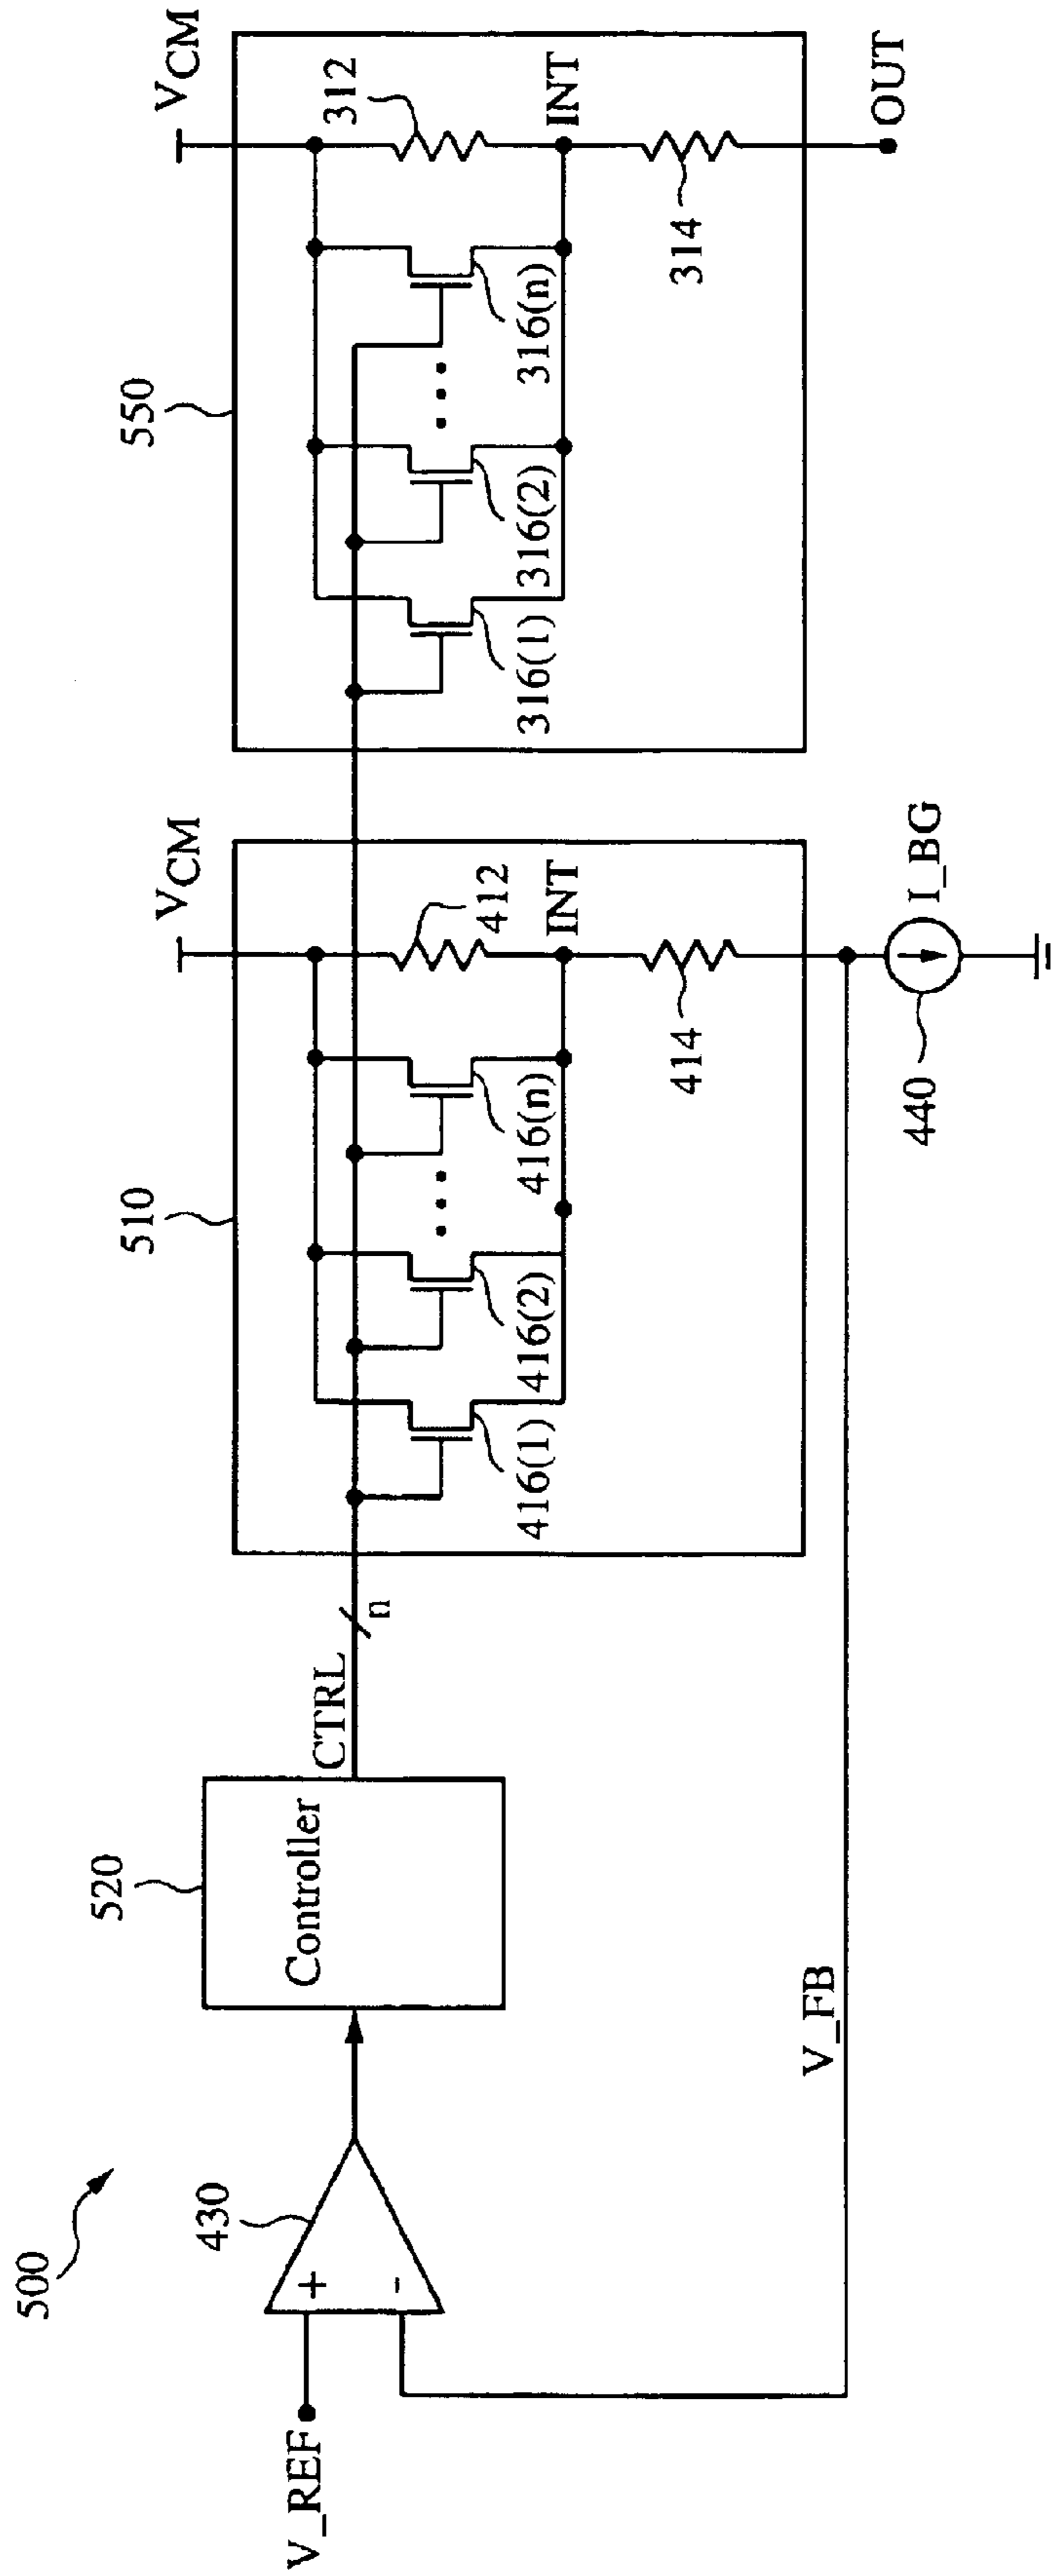 500
V_REF
+
-
430
520
Controller
CTRL
n
V_FB
510
VCM
412
INT
416(1)
416(2)
416(n)
414
440
I_BG
550
VCM
312
INT
316(1)
316(2)
316(n)
314
OUT